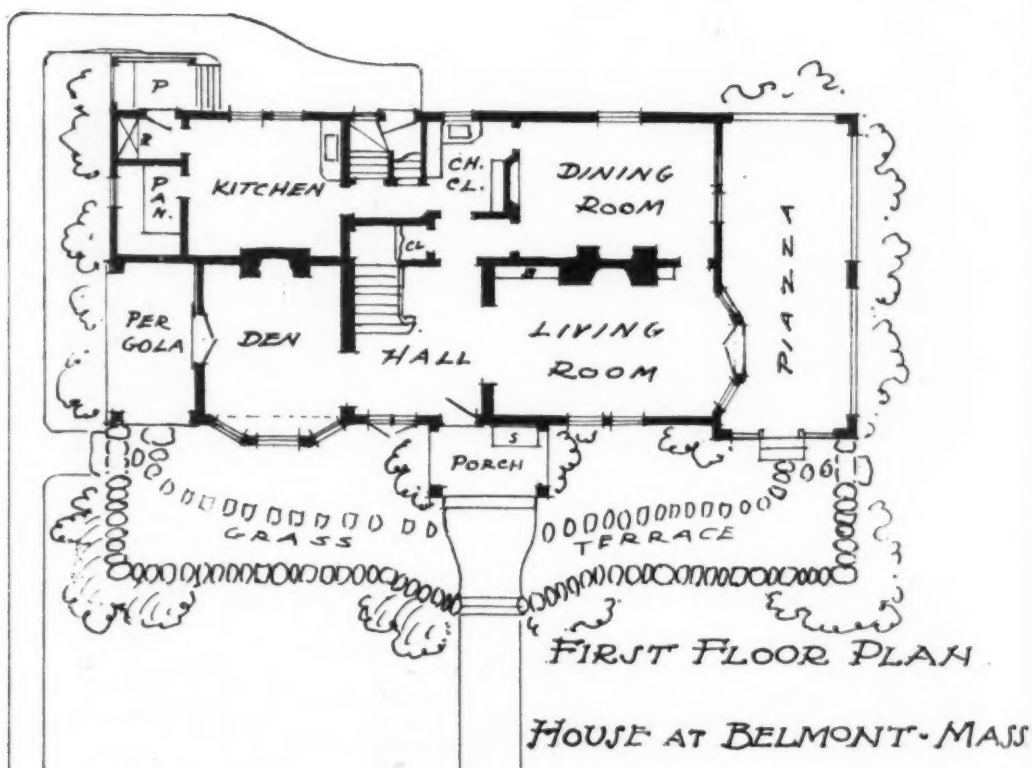 P
R
PAN.
KITCHEN
CH.
CL.
DINING
ROOM
CL
PER
GOLA
DEN
HALL
LIVING
ROOM
PIAZZA
S
PORCH
GRASS
TERRACE
FIRST FLOOR PLAN
HOUSE AT BELMONT-MASS